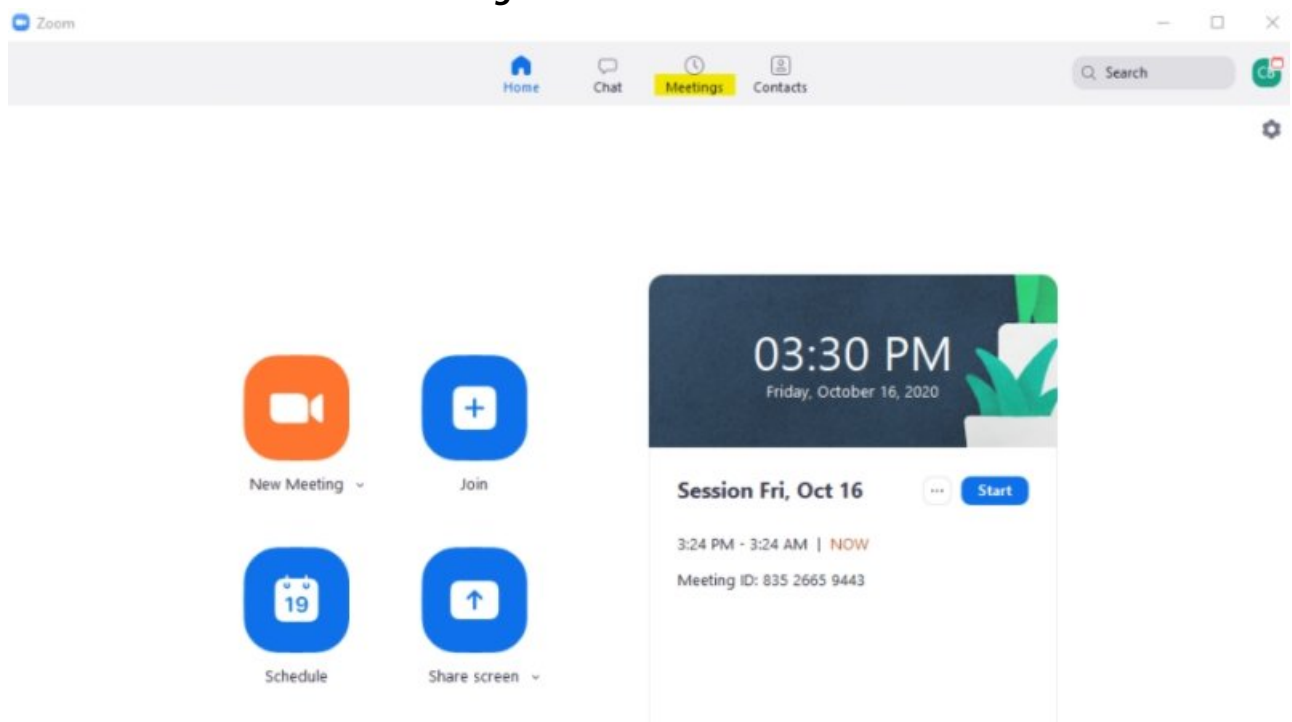 Zoom
Home
Chat
Meetings
Contacts
Search
CB
03:30 PM
Friday, October 16, 2020
New Meeting
Join
Session Fri, Oct 16
Start
3:24 PM - 3:24 AM | NOW
Meeting ID: 835 2665 9443
19
Schedule
Share screen